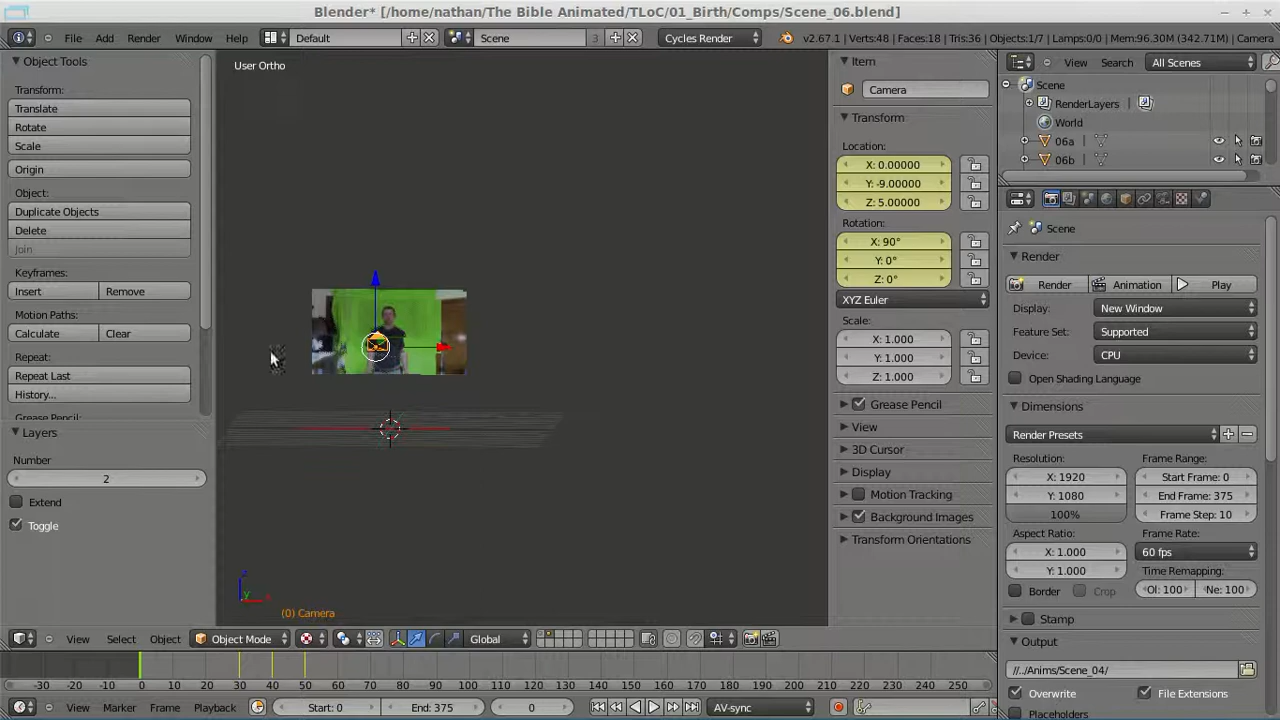 Blender* [/home/nathan/The Bible Animated/TLoC/01_Birth/Comps/Scene_06.blend]
File Add Render Window Help Default Scene 3 Cycles Render v2.67.1 | Verts:48 | Faces:18 | Tris:36 | Objects:1/7 | Lamps:0/0 | Mem:96.30M (342.71M) | Camera
Object Tools
Transform:
Translate
Rotate
Scale
Origin
Object:
Duplicate Objects
Delete
Join
Keyframes:
Insert Remove
Motion Paths:
Calculate Clear
Repeat:
Repeat Last
History...
Grease Pencil:
Layers
Number
2
Extend
Toggle
User Ortho
z
y
x
(0) Camera
Item
Camera
Transform
Location:
X: 0.00000
Y: -9.00000
Z: 5.00000
Rotation:
X: 90°
Y: 0°
Z: 0°
XYZ Euler
Scale:
X: 1.000
Y: 1.000
Z: 1.000
Grease Pencil
View
3D Cursor
Display
Motion Tracking
Background Images
Transform Orientations
View Search All Scenes
Scene
RenderLayers
World
06a
06b
Scene
Render
Render Animation Play
Display: New Window
Feature Set: Supported
Device: CPU
Open Shading Language
Dimensions
Render Presets
Resolution: Frame Range:
X: 1920 Start Frame: 0
Y: 1080 End Frame: 375
100% Frame Step: 10
Aspect Ratio: Frame Rate:
X: 1.000 60 fps
Y: 1.000 Time Remapping:
Border Crop Ol: 100 Ne: 100
Stamp
Output
//../Anims/Scene_04/
Overwrite File Extensions
Placeholders
View Select Object Object Mode Global
-30 -20 -10 0 10 20 30 40 50 60 70 80 90 100 110 120 130 140 150 160 170 180 190 200 210 220 230 240 250
View Marker Frame Playback Start: 0 End: 375 0 AV-sync